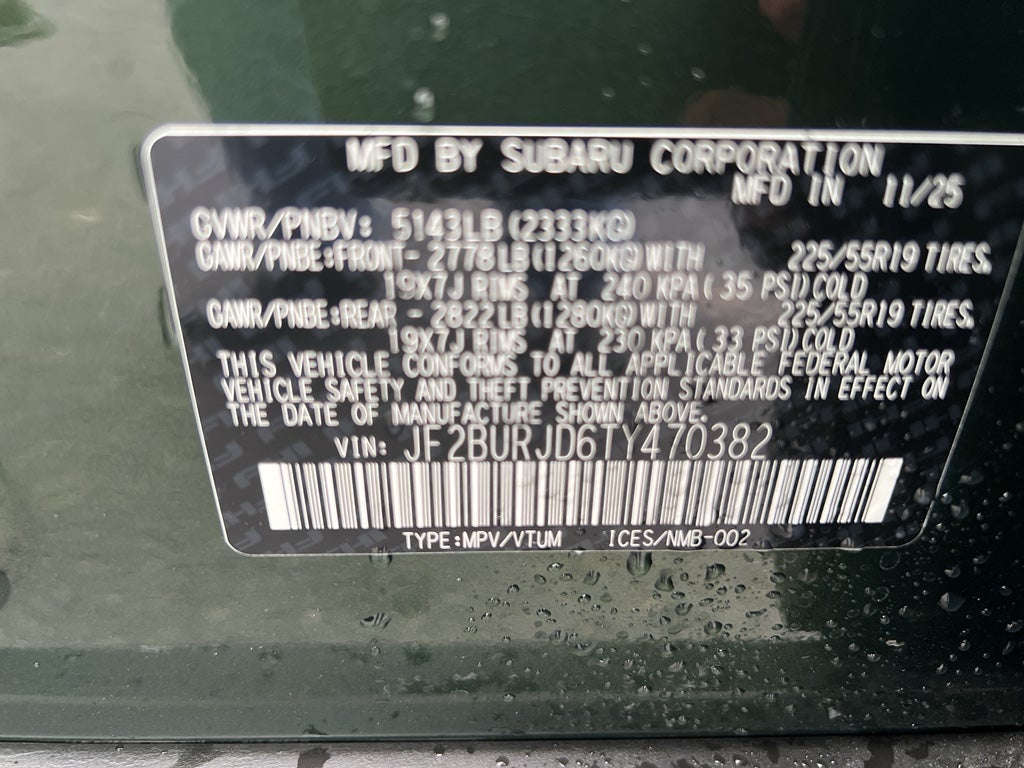 MFD BY SUBARU CORPORATION
MFD IN 11/25
GVWR/PNBV: 5143LB(2333KG)
GAWR/PNBE:FRONT- 2778LB(1260KG)WITH 225/55R19 TIRES,
19X7J RIMS AT 240 KPA(35 PSI)COLD
GAWR/PNBE:REAR - 2822LB(1280KG)WITH 225/55R19 TIRES,
19X7J RIMS AT 230 KPA(33 PSI)COLD
THIS VEHICLE CONFORMS TO ALL APPLICABLE FEDERAL MOTOR
VEHICLE SAFETY AND THEFT PREVENTION STANDARDS IN EFFECT ON
THE DATE OF MANUFACTURE SHOWN ABOVE.
VIN: JF2BURJD6TY470382
TYPE:MPV/VTUM ICES/NMB-002